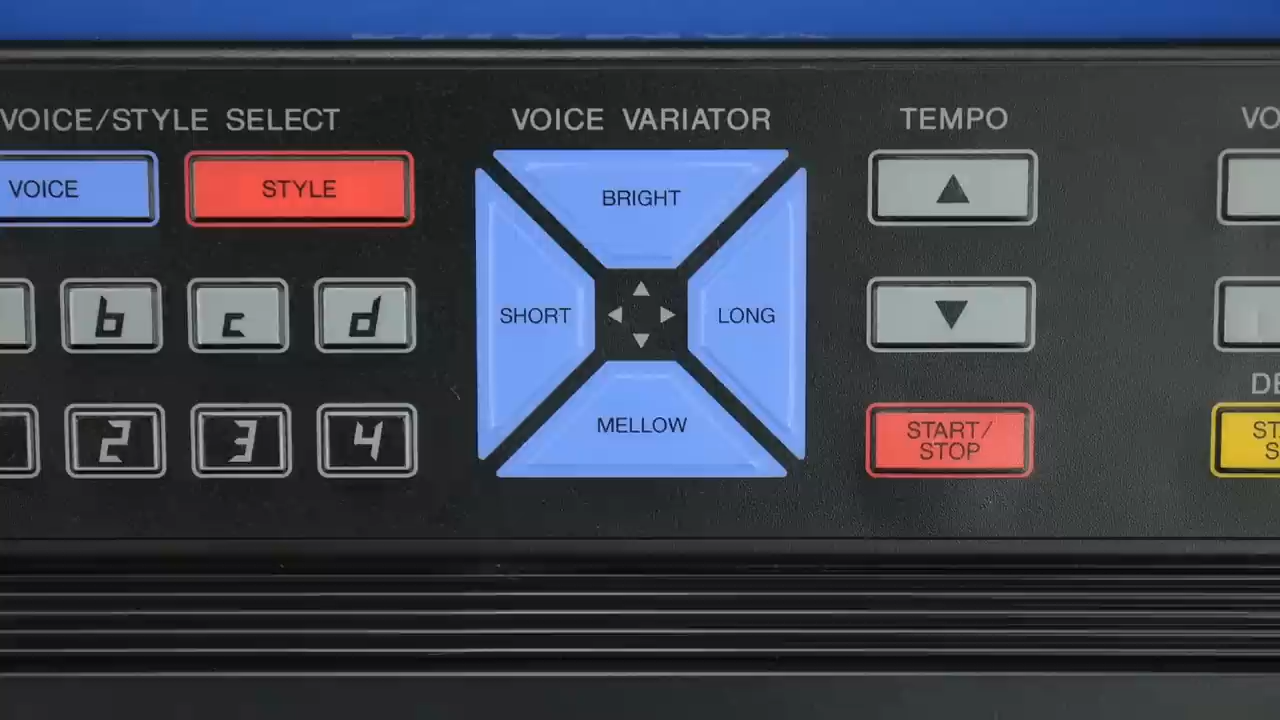 VOICE/STYLE SELECT
VOICE VARIATOR
TEMPO
VOICE
STYLE
BRIGHT
SHORT
LONG
MELLOW
b
c
d
2
3
4
START/
STOP